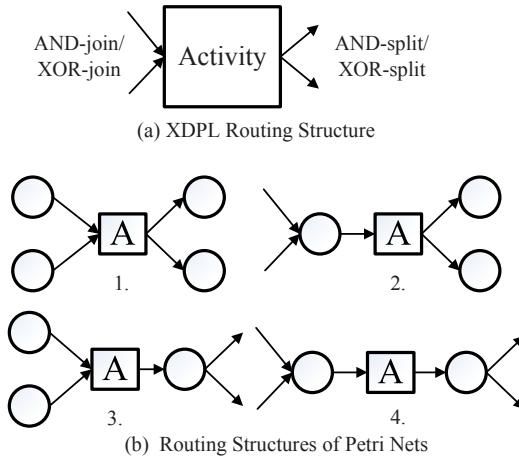 AND-join/
XOR-join
Activity
AND-split/
XOR-split
(a) XDPL Routing Structure
A
1.
A
2.
A
3.
A
4.
(b) Routing Structures of Petri Nets